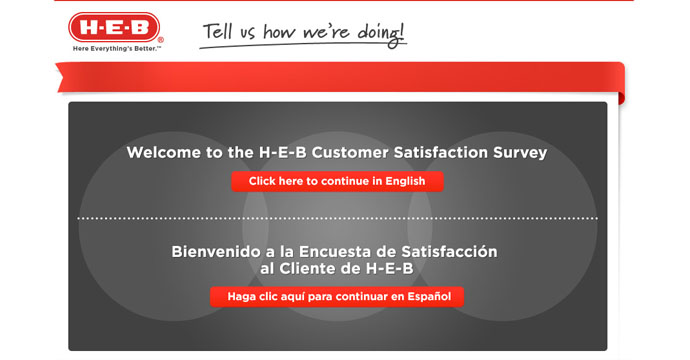 H-E-B
®
Here Everything's Better.™
Tell us how we're doing!
Welcome to the H-E-B Customer Satisfaction Survey
Click here to continue in English
Bienvenido a la Encuesta de Satisfacción
al Cliente de H-E-B
Haga clic aquí para continuar en Español